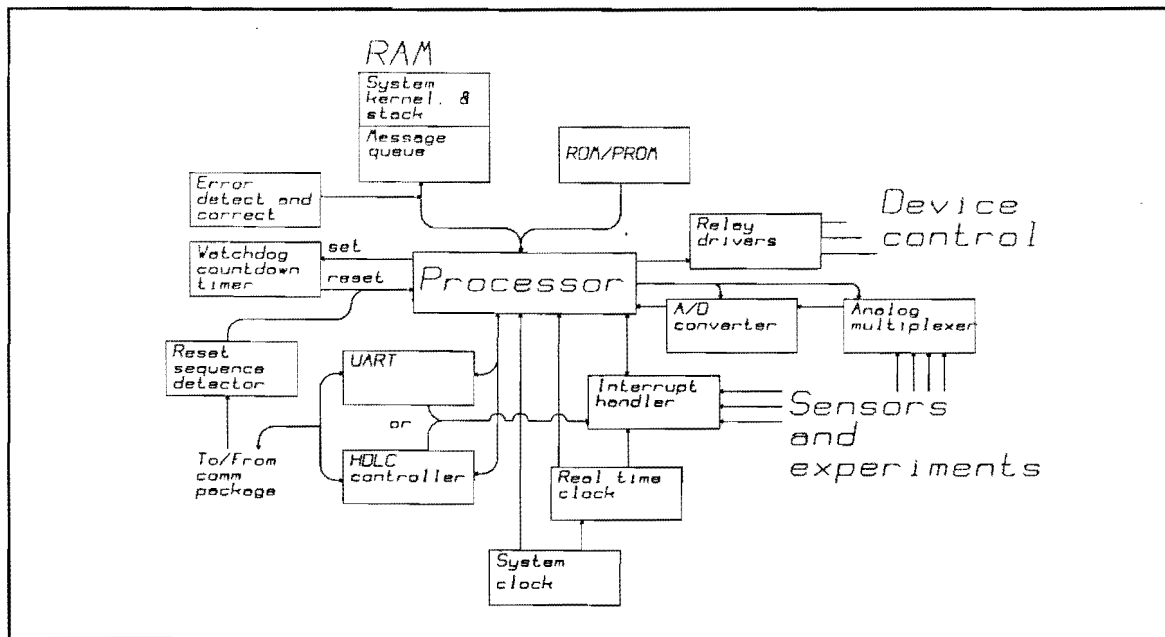 RAM
System
kernel. &
stack
Message
queue
ROM/PROM
Error
detect and
correct
Device
control
Relay
drivers
set
Watchdog
countdown
timer
reset
Processor
A/D
converter
Analog
multiplexer
Reset
sequence
detector
UART
Interrupt
handler
Sensors
and
experiments
or
To/From
comm
package
HDLC
controller
Real time
clock
System
clock